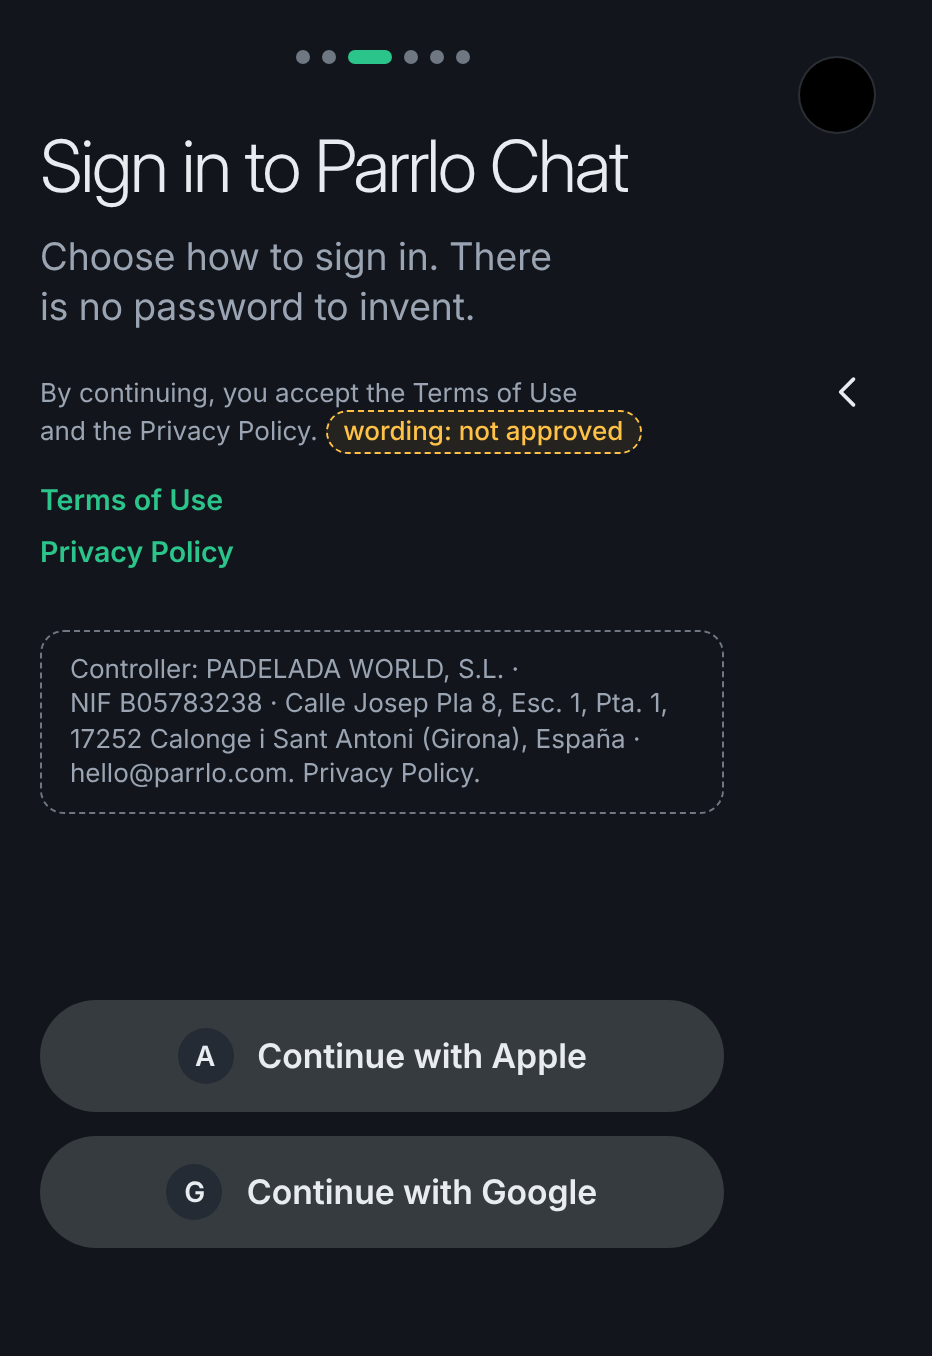 Sign in to Parrlo Chat
Choose how to sign in. There
is no password to invent.
By continuing, you accept the Terms of Use
and the Privacy Policy. wording: not approved
Terms of Use
Privacy Policy
Controller: PADELADA WORLD, S.L. ·
NIF B05783238 · Calle Josep Pla 8, Esc. 1, Pta. 1,
17252 Calonge i Sant Antoni (Girona), España ·
hello@parrlo.com. Privacy Policy.
A Continue with Apple
G Continue with Google